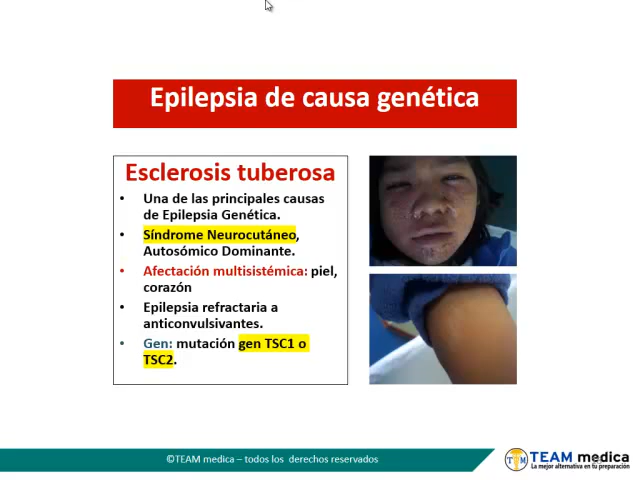 Epilepsia de causa genética
Esclerosis tuberosa
• Una de las principales causas
de Epilepsia Genética.
• Síndrome Neurocutáneo,
Autosómico Dominante.
• Afectación multisistémica: piel,
corazón
• Epilepsia refractaria a
anticonvulsivantes.
• Gen: mutación gen TSC1 o
TSC2.
©TEAM medica – todos los derechos reservados
TM
TEAM medica
La mejor alternativa en tu preparación